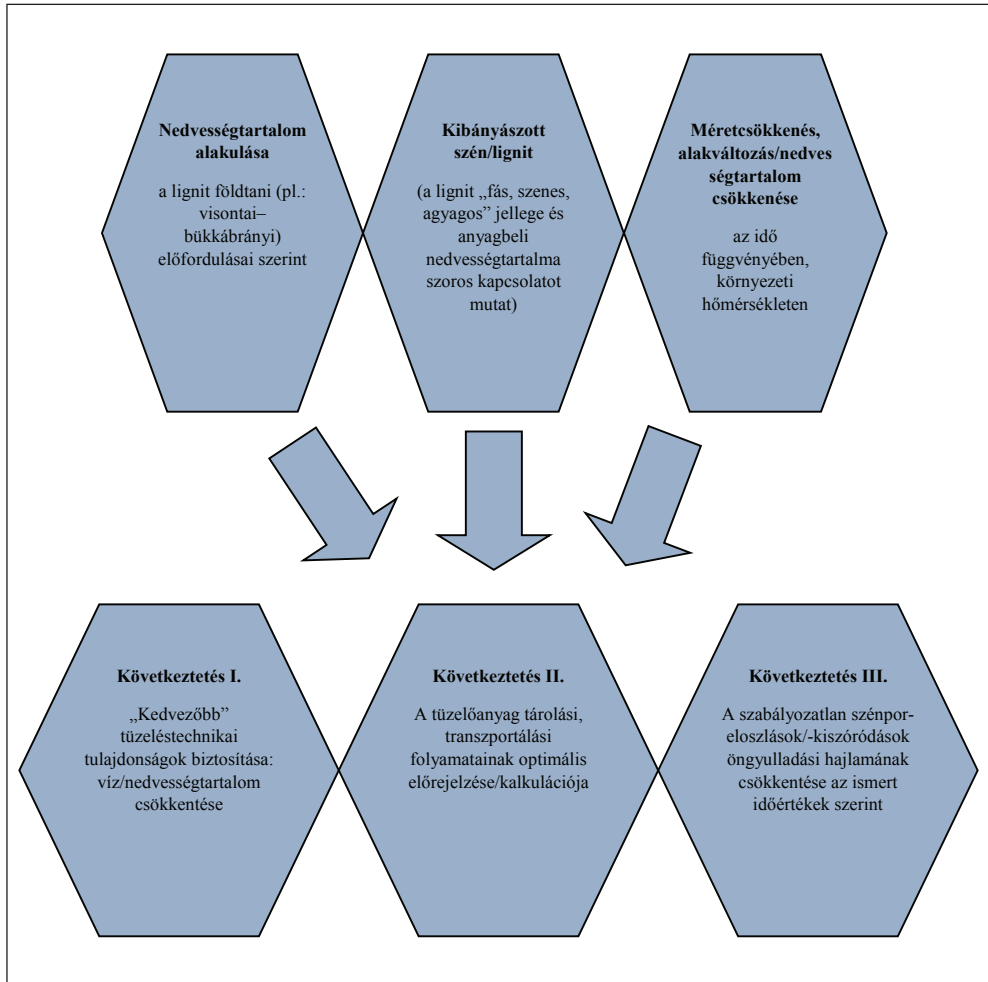 Nedvességtartalom
alakulása
a lignit földtani (pl.:
visontai–
bükkábrányi)
előfordulásai szerint
Kibányászott
szén/lignit
(a lignit „fás, szenes,
agyagos” jellege és
anyagbeli
nedvességtartalma
szoros kapcsolatot
mutat)
Méretcsökkenés,
alakváltozás/nedves
ségtartalom
csökkenése
az idő
függvényében,
környezeti
hőmérsékleten
Következtetés I.
„Kedvezőbb”
tüzeléstechnikai
tulajdonságok biztosítása:
víz/nedvességtartalom
csökkentése
Következtetés II.
A tüzelőanyag tárolási,
transzportálási
folyamatainak optimális
előrejelzése/kalkulációja
Következtetés III.
A szabályozatlan szénpor-
eloszlások/-kiszóródások
öngyulladási hajlamának
csökkentése az ismert
időértékek szerint